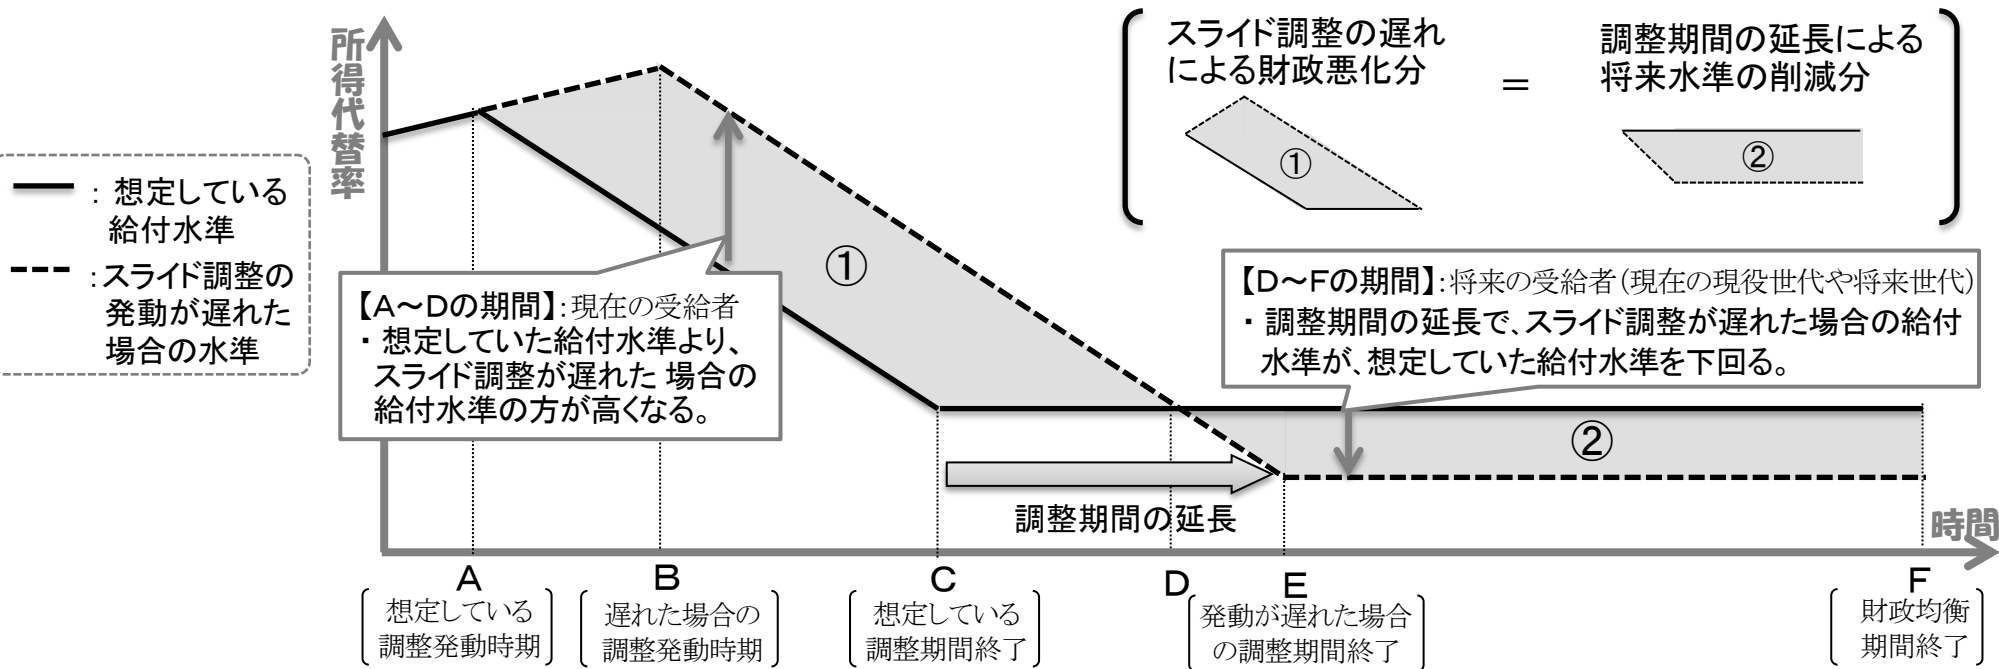 所得代替率
スライド調整の遅れ
による財政悪化分
＝
調整期間の延長による
将来水準の削減分
①
②
：想定している
給付水準
：スライド調整の
発動が遅れた
場合の水準
①
【A～Dの期間】：現在の受給者
・想定していた給付水準より、
スライド調整が遅れた 場合の
給付水準の方が高くなる。
【D～Fの期間】：将来の受給者（現在の現役世代や将来世代）
・調整期間の延長で、スライド調整が遅れた場合の給付
水準が、想定していた給付水準を下回る。
②
調整期間の延長
時間
A
B
C
D
E
F
想定している
調整発動時期
遅れた場合の
調整発動時期
想定している
調整期間終了
発動が遅れた場合
の調整期間終了
財政均衡
期間終了